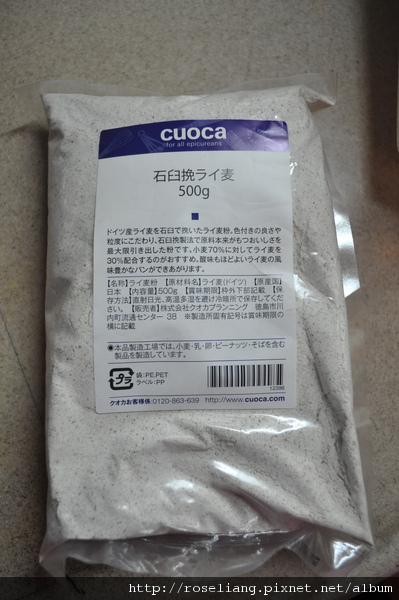 cuoca
for all epicureans
石臼挽ライ麦
500g
ドイツ産ライ麦を石臼で挽いたライ麦粉。色付きの良さや
粒度にこだわり、石臼挽製法で原料本来がもつおいしさを
最大限引き出した粉です。小麦70%に対してライ麦を
30%配合するのがおすすめ。酸味もほどよいライ麦の風
味豊かなパンができあがります。
【名称】ライ麦粉 【原材料名】ライ麦(ドイツ) 【原産国】
日本 【内容量】500g 【賞味期限】枠外下部記載 【保
存方法】直射日光、高温多湿を避け冷暗所で保存してくださ
い。【販売者】株式会社クオカプランニング 徳島市川
内町流通センター 38 ※製造所固有記号は賞味期限の
横に記載
●本品製造工場では、小麦・乳・卵・ピーナッツ・そばを含む
製品を製造しています。
プラ
袋:PE,PET
ラベル:PP
12396
クオカお客様係:0120-863-639 http://www.cuoca.com
http://roseliang.pixnet.net/album